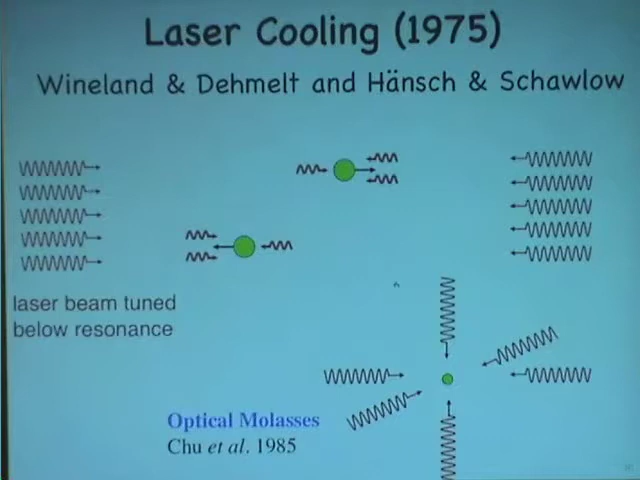 Laser Cooling (1975)
Wineland & Dehmelt and Hänsch & Schawlow
laser beam tuned
below resonance
Optical Molasses
Chu et al. 1985